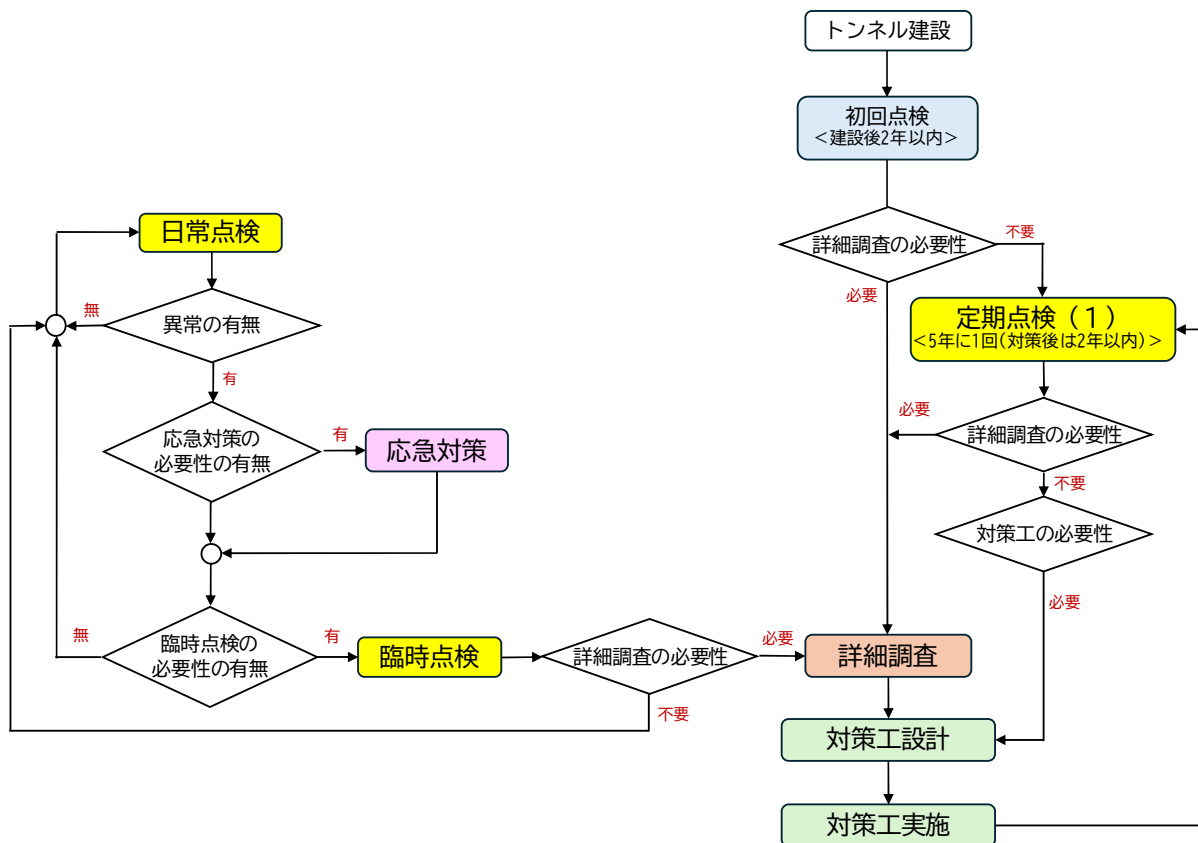 トンネル建設
初回点検
＜建設後2年以内＞
詳細調査の必要性
不要
必要
定期点検（１）
＜5年に1回(対策後は2年以内)＞
必要
詳細調査の必要性
不要
対策工の必要性
必要
日常点検
無
異常の有無
有
応急対策の
必要性の有無
有
応急対策
無
臨時点検の
必要性の有無
有
臨時点検
詳細調査の必要性
必要
不要
詳細調査
対策工設計
対策工実施